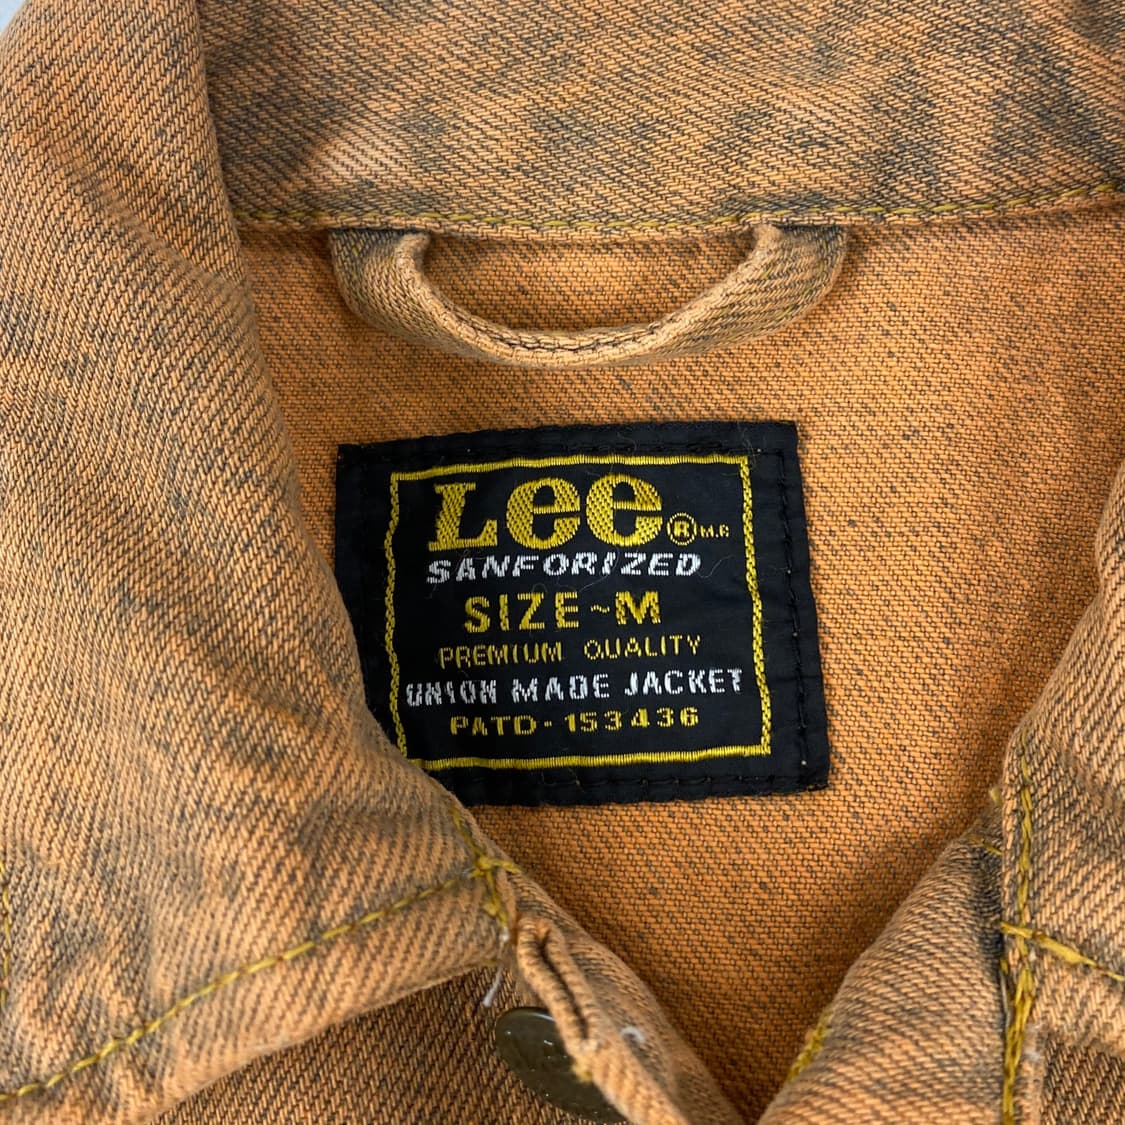 Lee ® M.R
SANFORIZED
SIZE~M
PREMIUM QUALITY
UNION MADE JACKET
PATD-153436